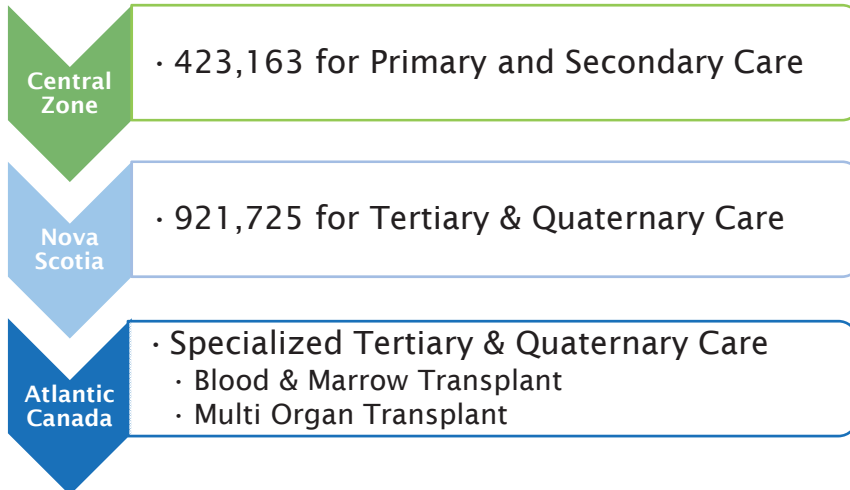 Central
Zone
· 423,163 for Primary and Secondary Care
Nova
Scotia
· 921,725 for Tertiary & Quaternary Care
Atlantic
Canada
· Specialized Tertiary & Quaternary Care
· Blood & Marrow Transplant
· Multi Organ Transplant